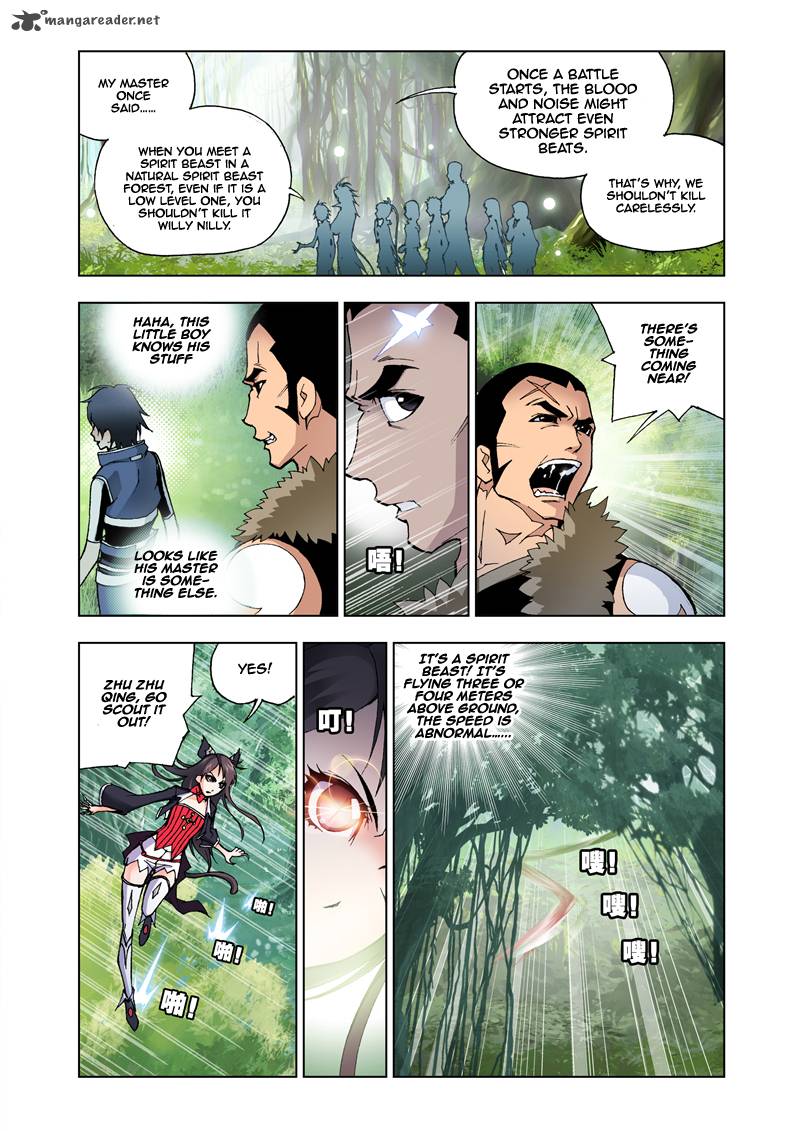 mangareader.net
MY MASTER
ONCE
SAID......
WHEN YOU MEET A
SPIRIT BEAST IN A
NATURAL SPIRIT BEAST
FOREST, EVEN IF IT IS A
LOW LEVEL ONE, YOU
SHOULDN'T KILL IT
WILLY NILLY.
ONCE A BATTLE
STARTS, THE BLOOD
AND NOISE MIGHT
ATTRACT EVEN
STRONGER SPIRIT
BEATS.
THAT'S WHY, WE
SHOULDN'T KILL
CARELESSLY.
HAHA, THIS
LITTLE BOY
KNOWS HIS
STUFF
LOOKS LIKE
HIS MASTER
IS SOME-
THING ELSE.
唔!
THERE'S
SOME-
THING
COMING
NEAR!
ZHU ZHU
QING, GO
SCOUT IT
OUT!
YES!
啪!
啪!
啪!
叮!
IT'S A SPIRIT
BEAST! IT'S
FLYING THREE OR
FOUR METERS
ABOVE GROUND,
THE SPEED IS
ABNORMAL......
嗖!
嗖!
嗖!